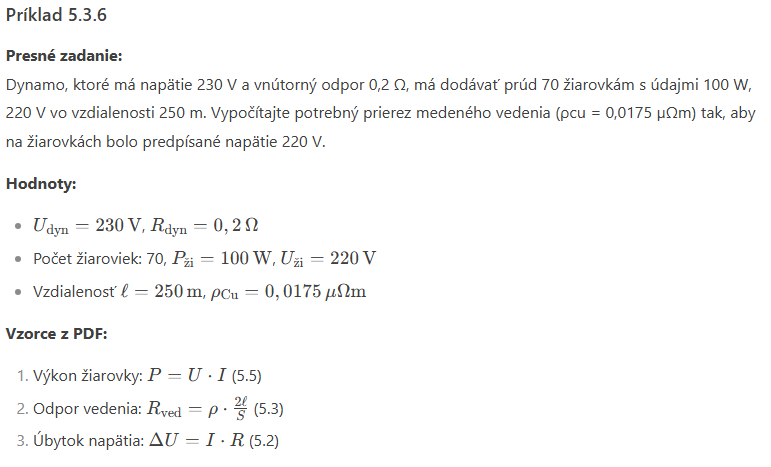 Príklad 5.3.6
Presné zadanie:
Dynamo, ktoré má napätie 230 V a vnútorný odpor 0,2 Ω, má dodávať prúd 70 žiarovkám s údajmi 100 W,
220 V vo vzdialenosti 250 m. Vypočítajte potrebný prierez medeného vedenia (ρcu = 0,0175 μΩm) tak, aby
na žiarovkách bolo predpísané napätie 220 V.
Hodnoty:
• U_dyn = 230 V, R_dyn = 0,2 Ω
• Počet žiaroviek: 70, P_ži = 100 W, U_ži = 220 V
• Vzdialenosť ℓ = 250 m, ρ_Cu = 0,0175 μΩm
Vzorce z PDF:
1. Výkon žiarovky: P = U · I (5.5)
2. Odpor vedenia: R_ved = ρ · 2ℓ/S (5.3)
3. Úbytok napätia: ΔU = I · R (5.2)